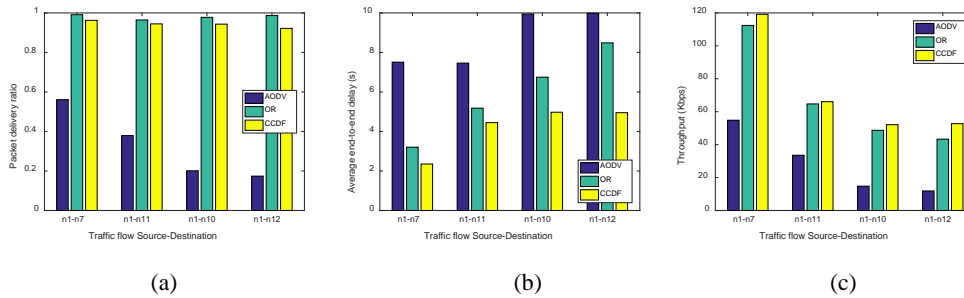 1
0.8
0.6
0.4
0.2
0
Packet delivery ratio
AODV
OR
CCDF
n1-n7
n1-n11
n1-n10
n1-n12
Traffic flow Source-Destination
(a)
10
8
6
4
2
0
Average end-to-end delay (s)
AODV
OR
CCDF
n1-n7
n1-n11
n1-n10
n1-n12
Traffic flow Source-Destination
(b)
120
100
80
60
40
20
0
Throughput (Kbps)
AODV
OR
CCDF
n1-n7
n1-n11
n1-n10
n1-n12
Traffic flow Source-Destination
(c)